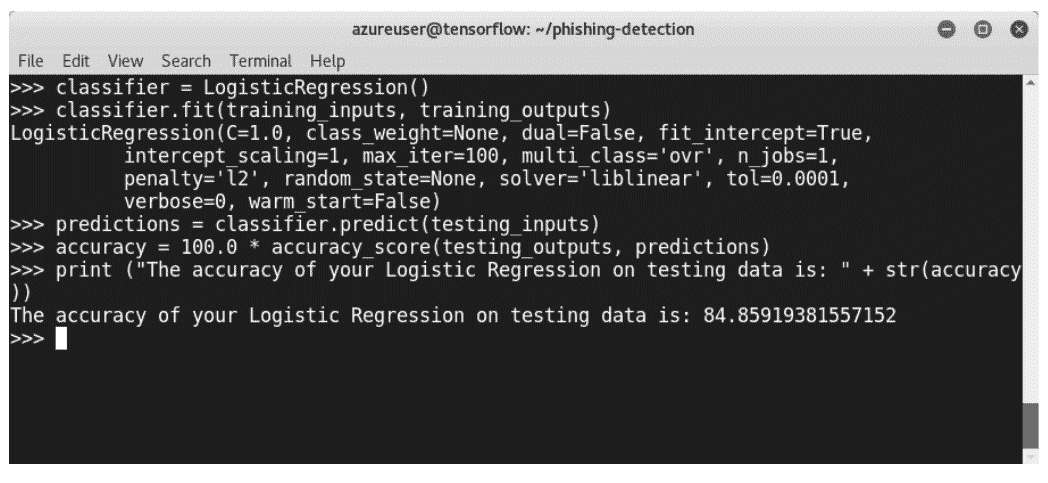 azureuser@tensorflow: ~/phishing-detection
File Edit View Search Terminal Help
>>> classifier = LogisticRegression()
>>> classifier.fit(training_inputs, training_outputs)
LogisticRegression(C=1.0, class_weight=None, dual=False, fit_intercept=True,
          intercept_scaling=1, max_iter=100, multi_class='ovr', n_jobs=1,
          penalty='l2', random_state=None, solver='liblinear', tol=0.0001,
          verbose=0, warm_start=False)
>>> predictions = classifier.predict(testing_inputs)
>>> accuracy = 100.0 * accuracy_score(testing_outputs, predictions)
>>> print ("The accuracy of your Logistic Regression on testing data is: " + str(accuracy
))
The accuracy of your Logistic Regression on testing data is: 84.85919381557152
>>>